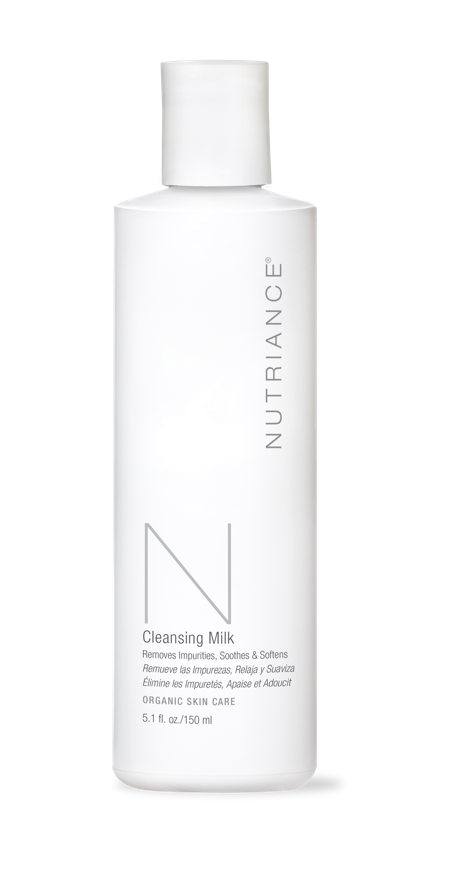 NUTRIANCE®
N
Cleansing Milk
Removes Impurities, Soothes & Softens
Remueve las Impurezas, Relaja y Suaviza
Élimine les Impuretés, Apaise et Adoucit
ORGANIC SKIN CARE
5.1 fl. oz./150 ml